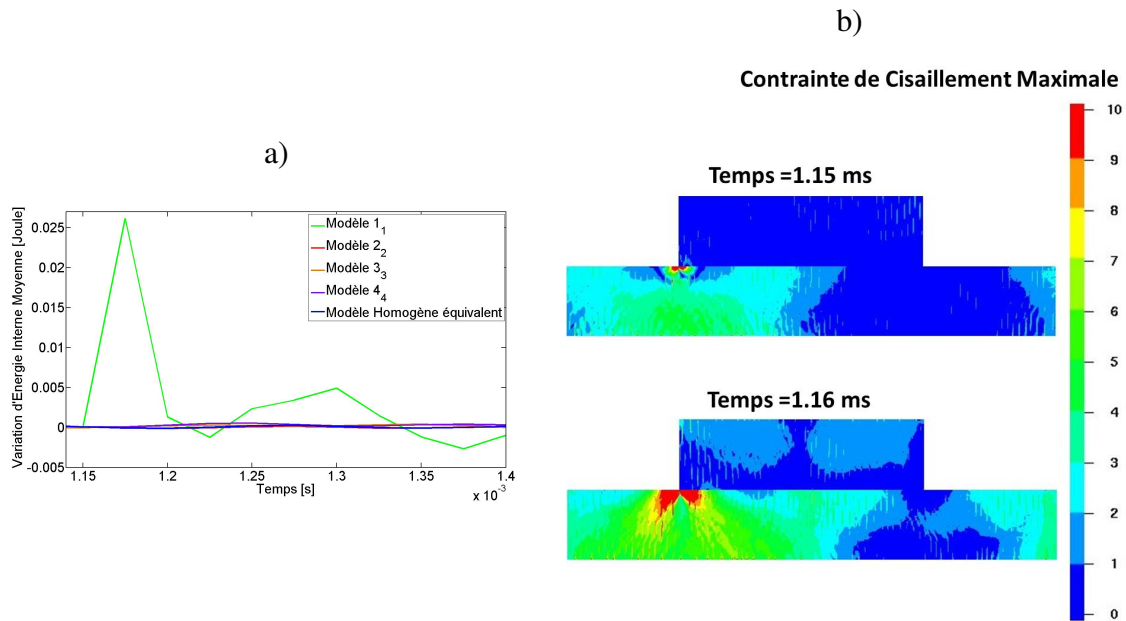 a)
Variation d'Energie Interne Moyenne [Joule]
0.025
0.02
0.015
0.01
0.005
0
-0.005
1.15
1.2
1.25
1.3
1.35
1.4
x 10⁻³
Temps [s]
Modèle 1₁
Modèle 2₂
Modèle 3₃
Modèle 4₄
Modèle Homogène équivalent
b)
Contrainte de Cisaillement Maximale
Temps =1.15 ms
Temps =1.16 ms
10
9
8
7
6
5
4
3
2
1
0